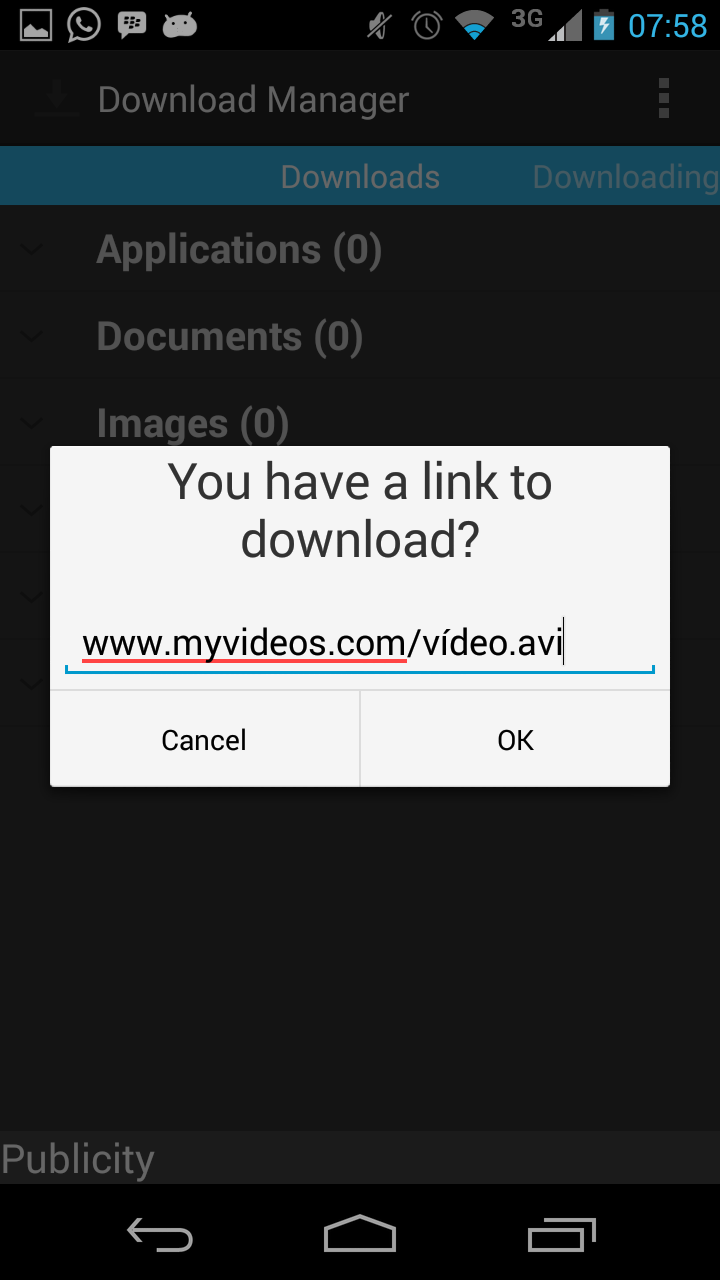 3G 07:58
Download Manager
Downloads Downloading
Applications (0)
Documents (0)
Images (0)
You have a link to
download?
www.myvideos.com/vídeo.avi
Cancel OK
Publicity